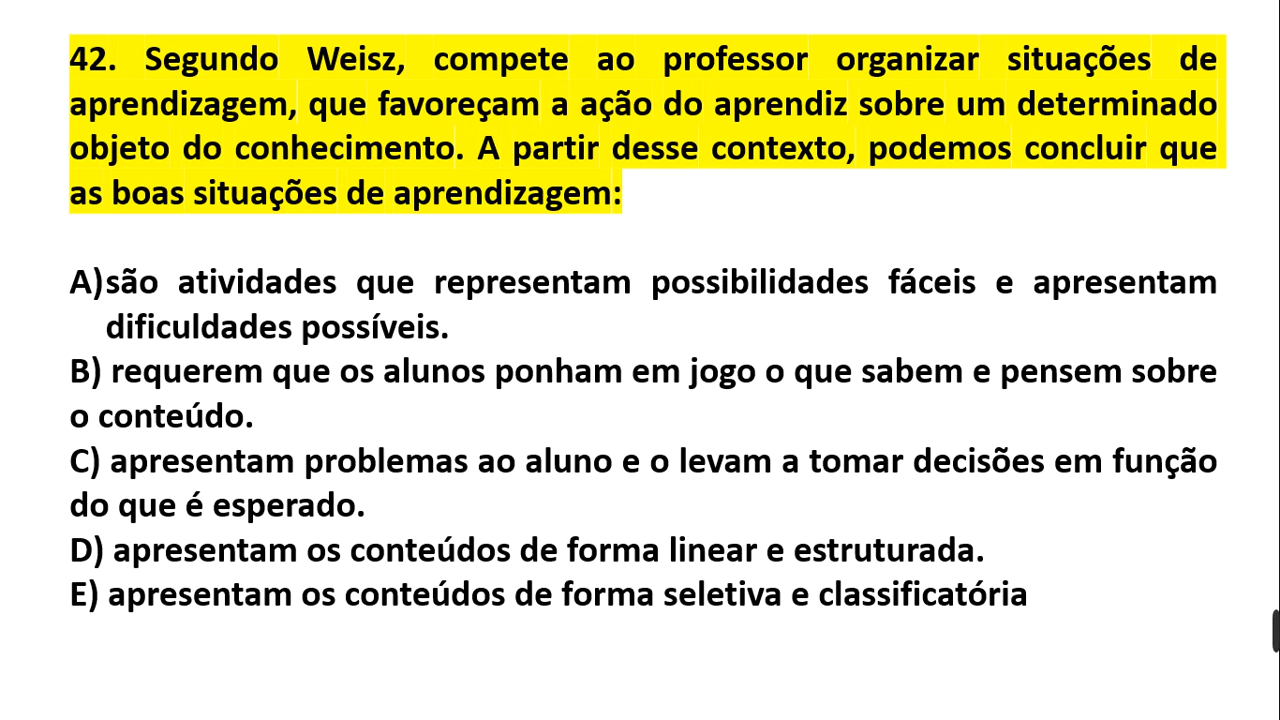 42. Segundo Weisz, compete ao professor organizar situações de
aprendizagem, que favoreçam a ação do aprendiz sobre um determinado
objeto do conhecimento. A partir desse contexto, podemos concluir que
as boas situações de aprendizagem:
A)são atividades que representam possibilidades fáceis e apresentam
dificuldades possíveis.
B) requerem que os alunos ponham em jogo o que sabem e pensem sobre
o conteúdo.
C) apresentam problemas ao aluno e o levam a tomar decisões em função
do que é esperado.
D) apresentam os conteúdos de forma linear e estruturada.
E) apresentam os conteúdos de forma seletiva e classificatória